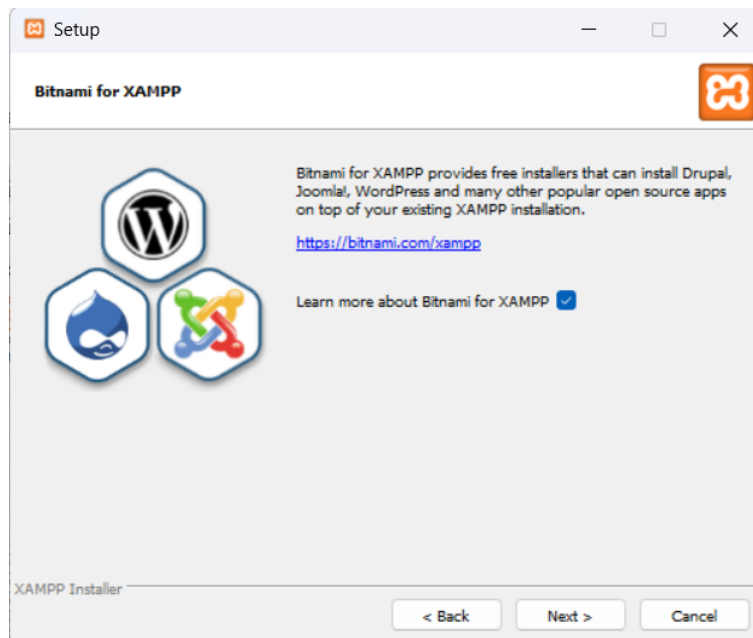 Setup
Bitnami for XAMPP
Bitnami for XAMPP provides free installers that can install Drupal,
Joomla!, WordPress and many other popular open source apps
on top of your existing XAMPP installation.
https://bitnami.com/xampp
Learn more about Bitnami for XAMPP
XAMPP Installer
< Back
Next >
Cancel